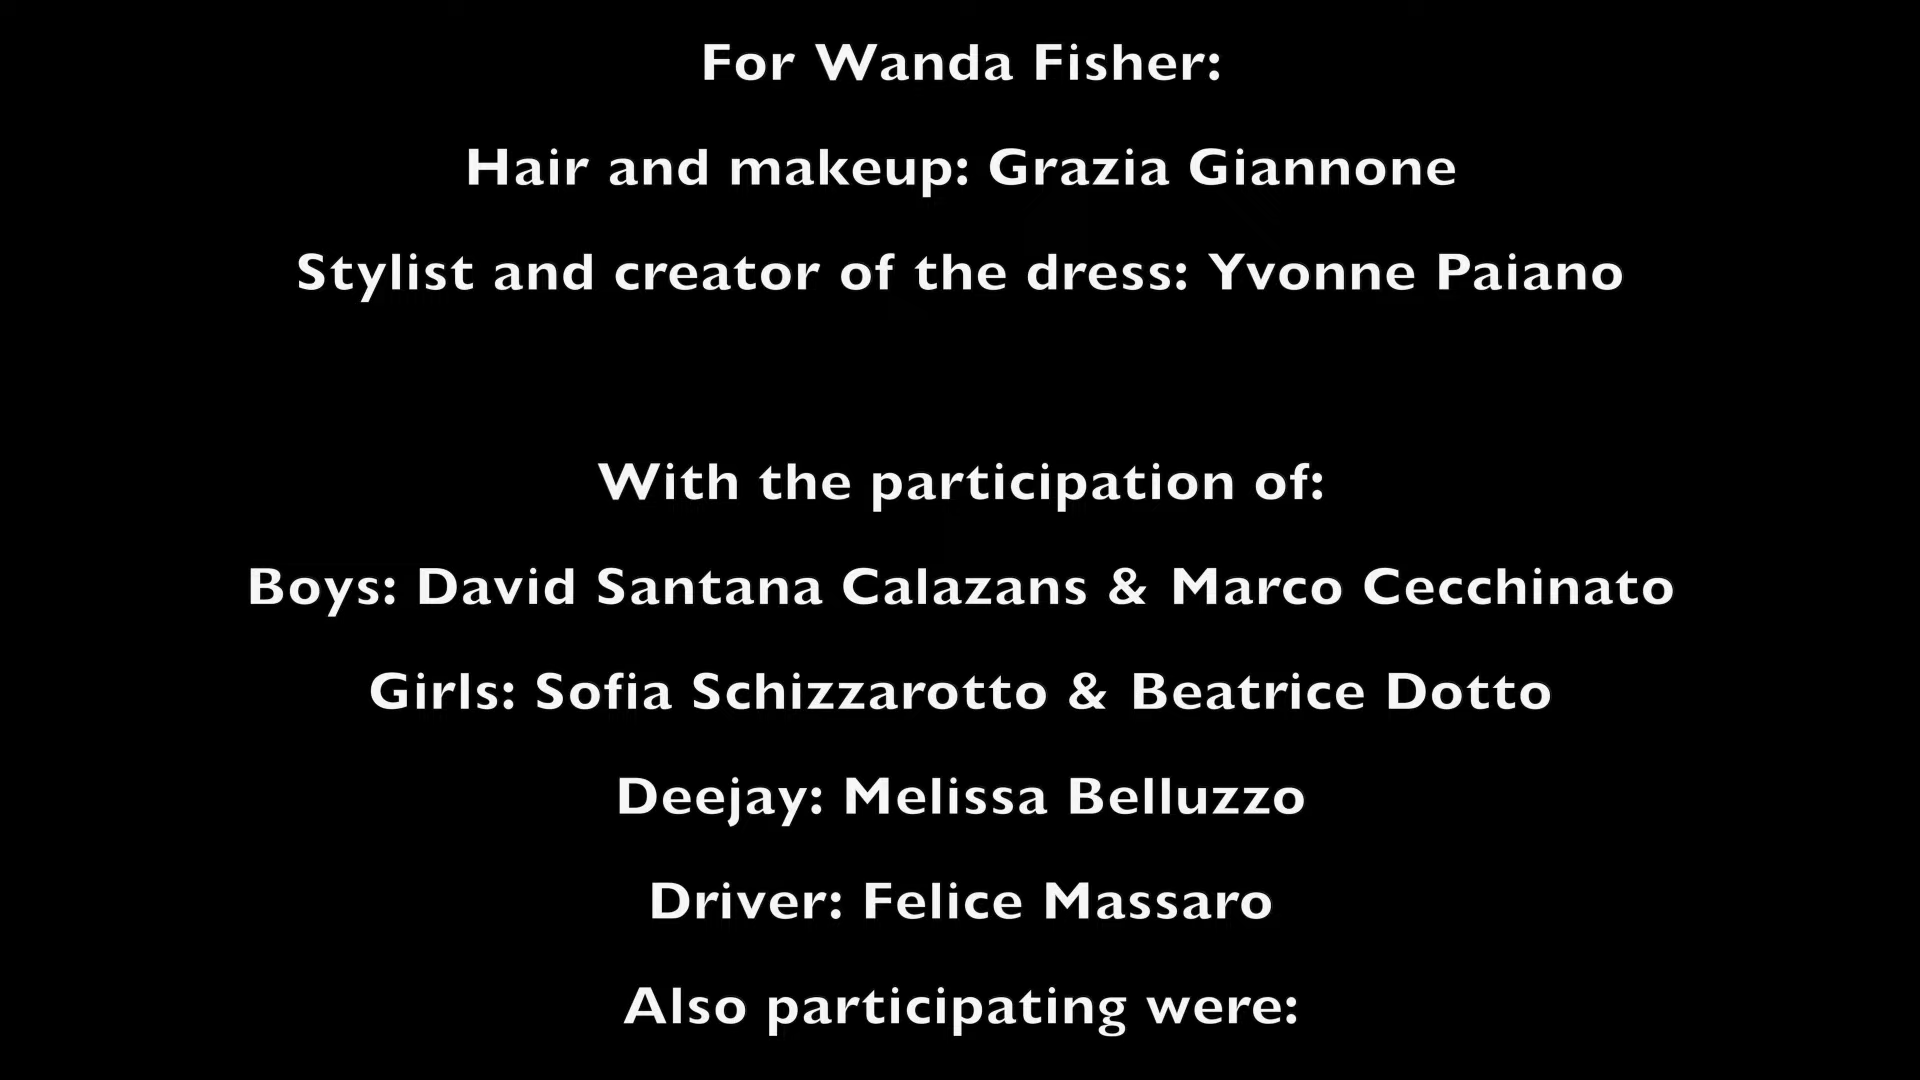 For Wanda Fisher:
Hair and makeup: Grazia Giannone
Stylist and creator of the dress: Yvonne Paiano
With the participation of:
Boys: David Santana Calazans & Marco Cecchinato
Girls: Sofia Schizzarotto & Beatrice Dotto
Deejay: Melissa Belluzzo
Driver: Felice Massaro
Also participating were: